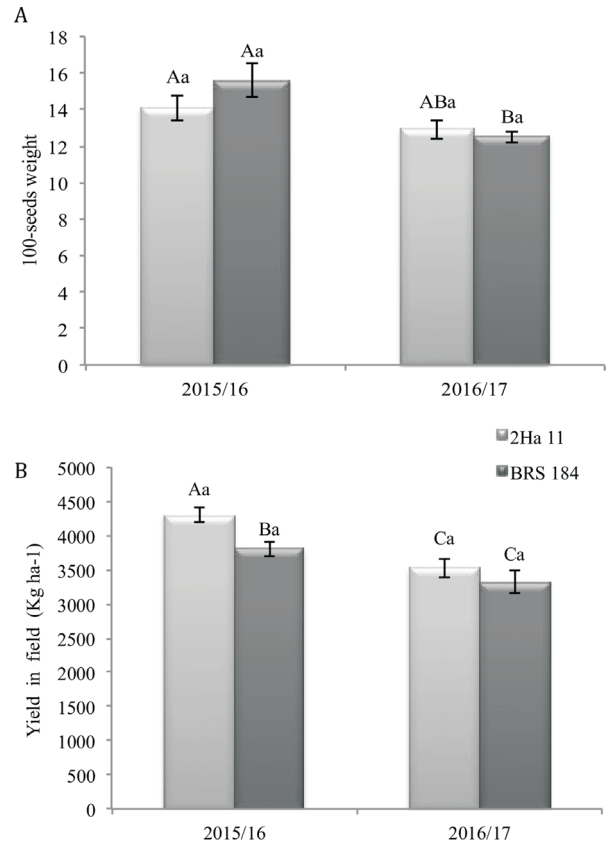 A
18
16
14
12
10
8
6
4
2
0
100-seeds weight
Aa
Aa
ABa
Ba
2015/16
2016/17
2Ha 11
BRS 184
B
5000
4500
4000
3500
3000
2500
2000
1500
1000
500
0
Yield in field (Kg ha-1)
Aa
Ba
Ca
Ca
2015/16
2016/17